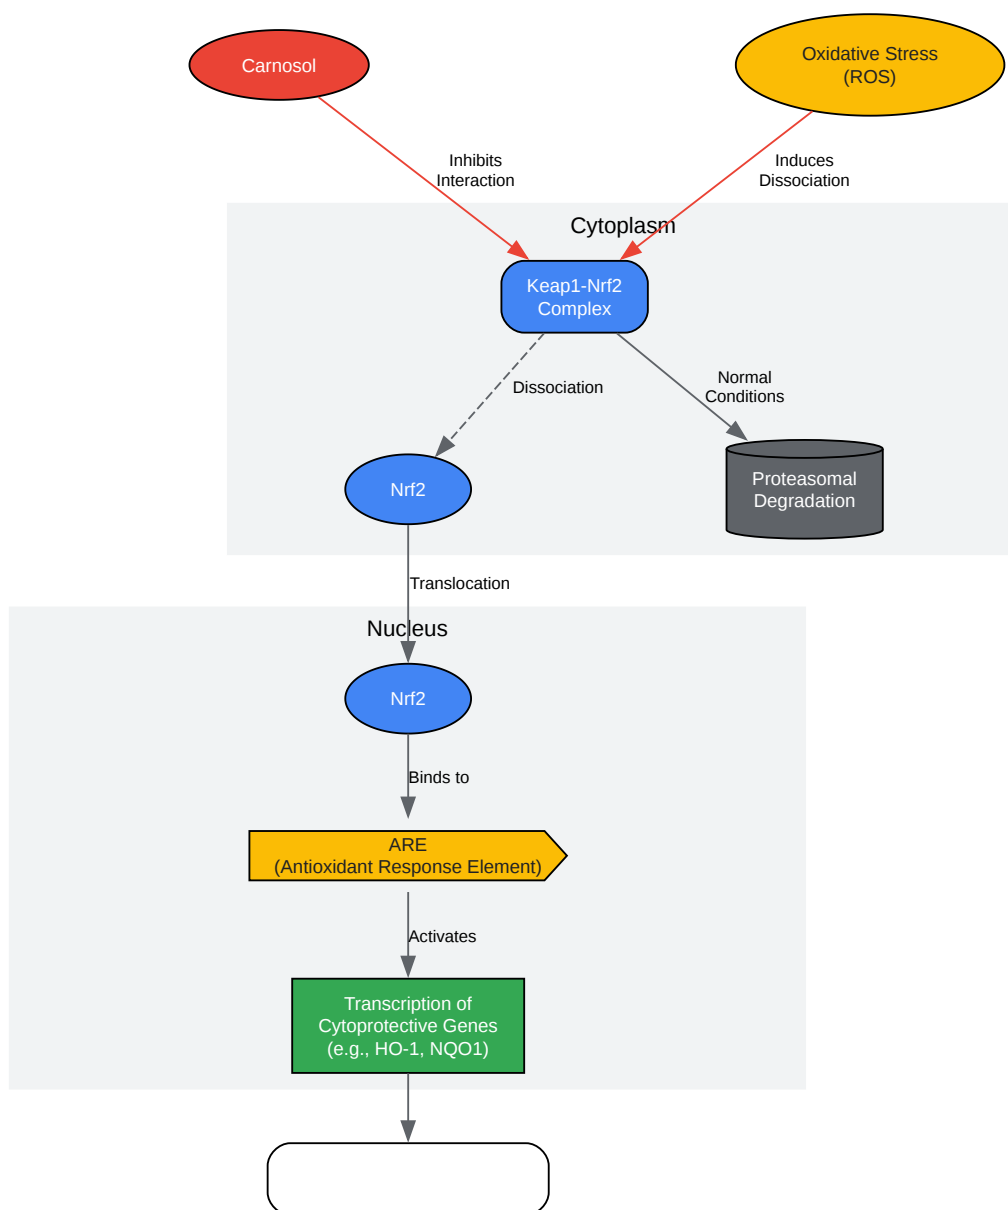 Carnosol
Oxidative Stress
(ROS)
Inhibits
Interaction
Induces
Dissociation
Cytoplasm
Keap1-Nrf2
Complex
Dissociation
Normal
Conditions
Nrf2
Proteasomal
Degradation
Translocation
Nucleus
Nrf2
Binds to
ARE
(Antioxidant Response Element)
Activates
Transcription of
Cytoprotective Genes
(e.g., HO-1, NQO1)